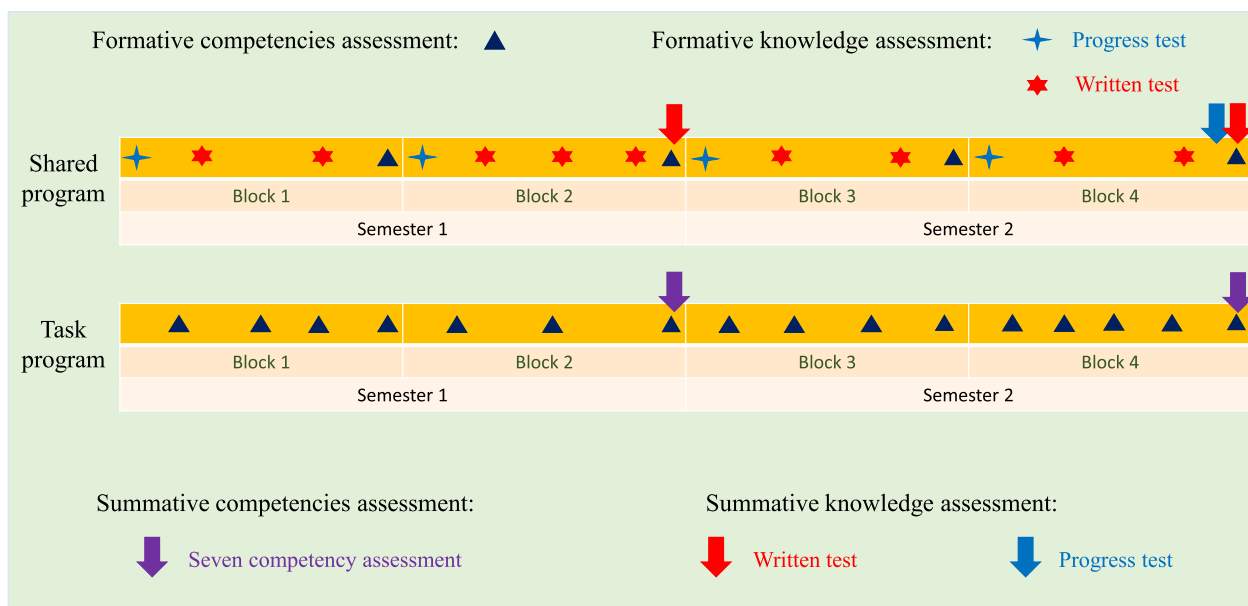 Formative competencies assessment:
Formative knowledge assessment:
Progress test
Written test
Shared
program
Block 1
Block 2
Block 3
Block 4
Semester 1
Semester 2
Task
program
Block 1
Block 2
Block 3
Block 4
Semester 1
Semester 2
Summative competencies assessment:
Summative knowledge assessment:
Seven competency assessment
Written test
Progress test